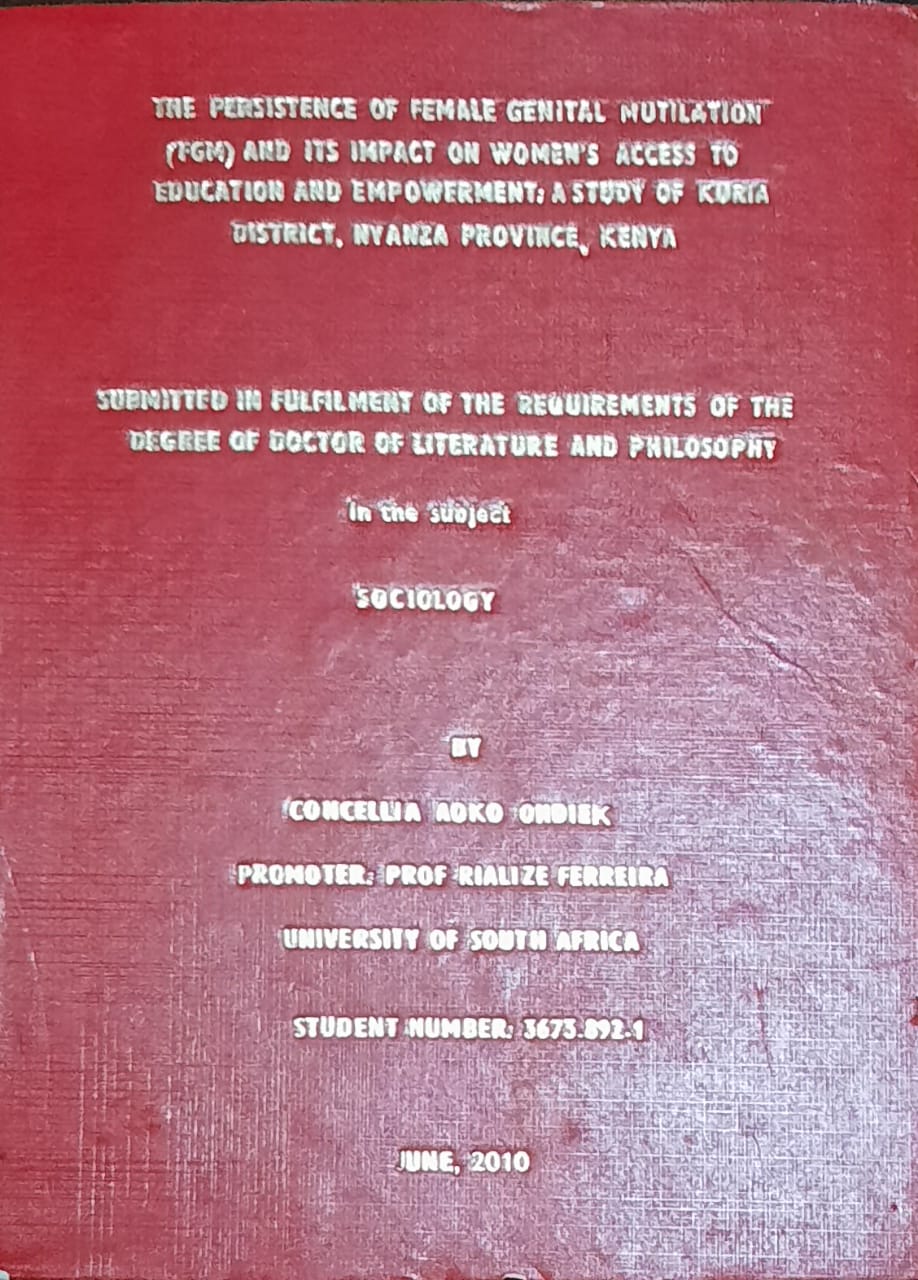 THE PERSISTENCE OF FEMALE GENITAL MUTILATION
(FGM) AND ITS IMPACT ON WOMEN'S ACCESS TO
EDUCATION AND EMPOWERMENT: A STUDY OF KURIA
DISTRICT, NYANZA PROVINCE, KENYA
SUBMITTED IN FULFILMENT OF THE REQUIREMENTS OF THE
DEGREE OF DOCTOR OF LITERATURE AND PHILOSOPHY
in the subject
SOCIOLOGY
BY
CONCELLIA AOKO ONDIEK
PROMOTER: PROF RIALIZE FERREIRA
UNIVERSITY OF SOUTH AFRICA
STUDENT NUMBER: 3673-892-1
JUNE, 2010